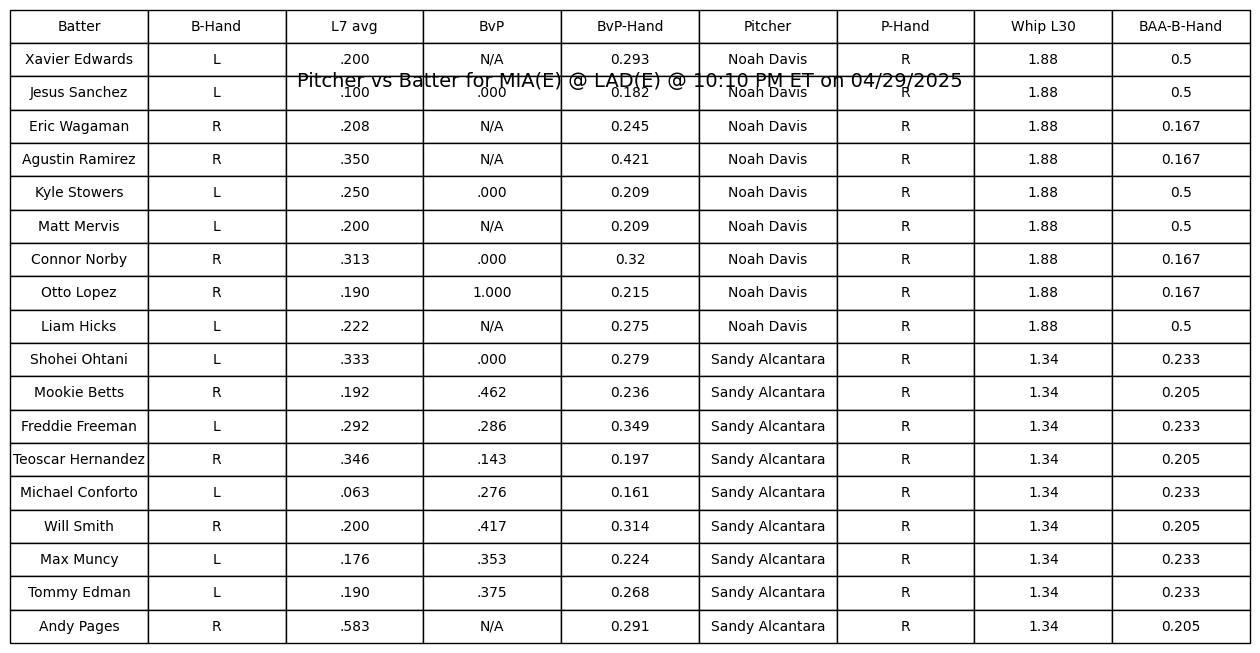 Batter B-Hand L7 avg BvP BvP-Hand Pitcher P-Hand Whip L30 BAA-B-Hand
Xavier Edwards L .200 N/A 0.293 Noah Davis R 1.88 0.5
Pitcher vs Batter for MIA(E) @ LAD(E) @ 10:10 PM ET on 04/29/2025
Jesus Sanchez L .100 .000 0.182 Noah Davis R 1.88 0.5
Eric Wagaman R .208 N/A 0.245 Noah Davis R 1.88 0.167
Agustin Ramirez R .350 N/A 0.421 Noah Davis R 1.88 0.167
Kyle Stowers L .250 .000 0.209 Noah Davis R 1.88 0.5
Matt Mervis L .200 N/A 0.209 Noah Davis R 1.88 0.5
Connor Norby R .313 .000 0.32 Noah Davis R 1.88 0.167
Otto Lopez R .190 1.000 0.215 Noah Davis R 1.88 0.167
Liam Hicks L .222 N/A 0.275 Noah Davis R 1.88 0.5
Shohei Ohtani L .333 .000 0.279 Sandy Alcantara R 1.34 0.233
Mookie Betts R .192 .462 0.236 Sandy Alcantara R 1.34 0.205
Freddie Freeman L .292 .286 0.349 Sandy Alcantara R 1.34 0.233
Teoscar Hernandez R .346 .143 0.197 Sandy Alcantara R 1.34 0.205
Michael Conforto L .063 .276 0.161 Sandy Alcantara R 1.34 0.233
Will Smith R .200 .417 0.314 Sandy Alcantara R 1.34 0.205
Max Muncy L .176 .353 0.224 Sandy Alcantara R 1.34 0.233
Tommy Edman L .190 .375 0.268 Sandy Alcantara R 1.34 0.233
Andy Pages R .583 N/A 0.291 Sandy Alcantara R 1.34 0.205